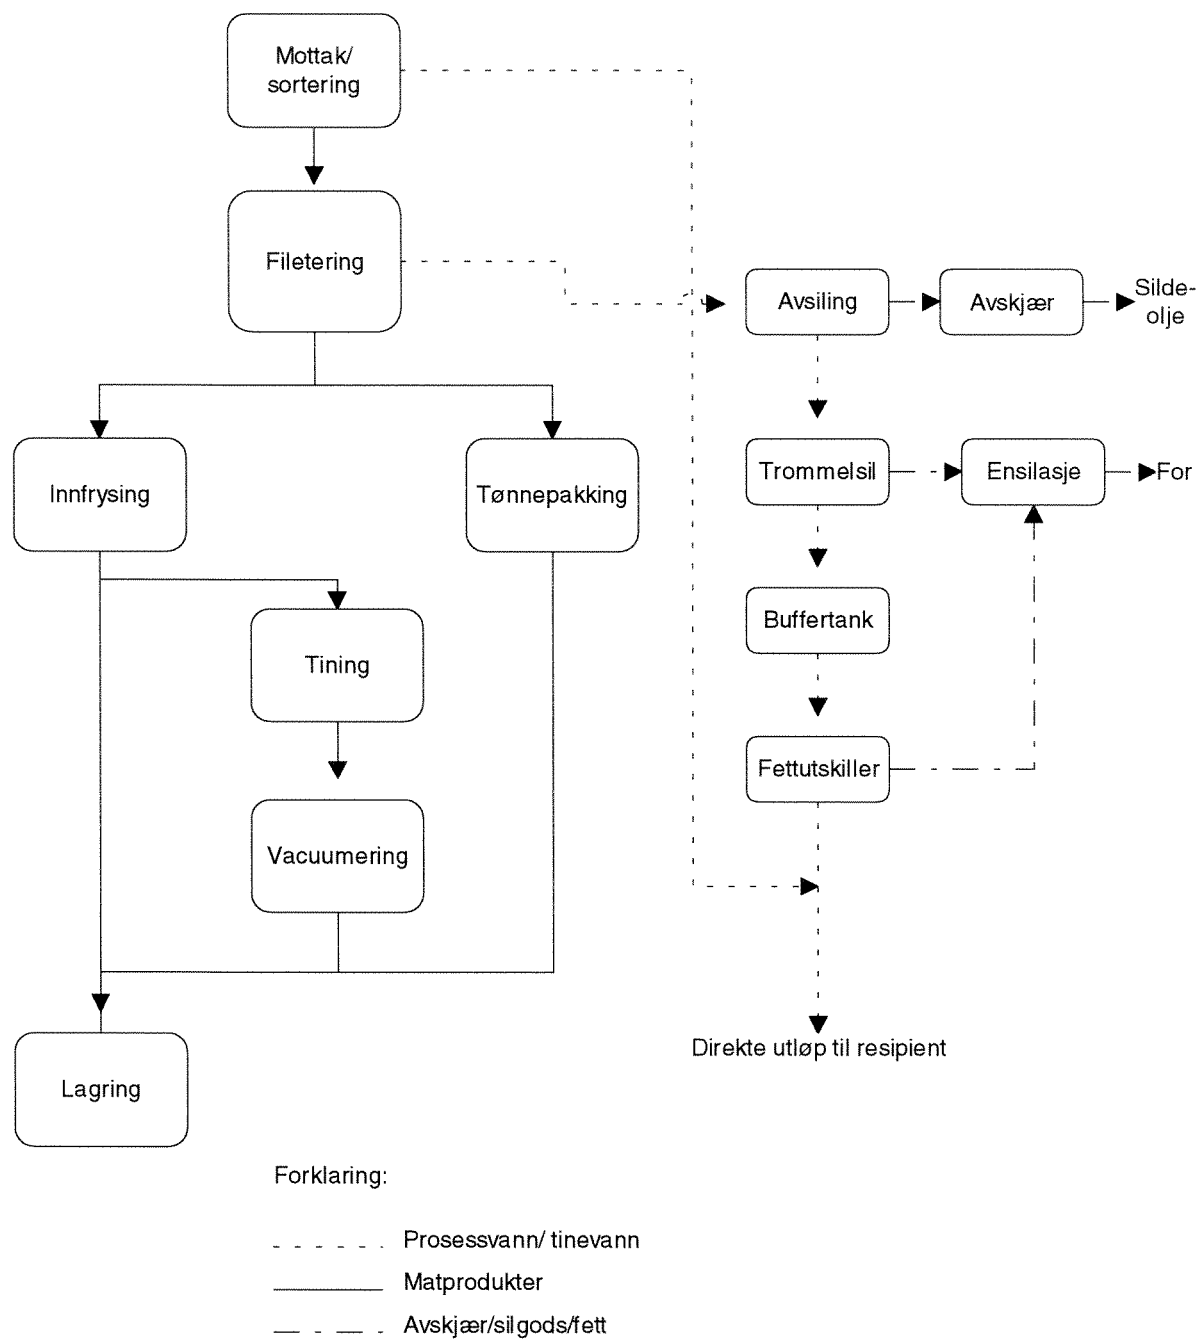 Mottak/
sortering
Filetering
Avsiling
Avskjær
Silde-
olje
Innfrysing
Tønnepakking
Trommelsil
Ensilasje
For
Tining
Buffertank
Vacuumering
Fettutskiller
Lagring
Direkte utløp til resipient
Forklaring:
Prosessvann/ tinevann
Matprodukter
Avskjær/silgods/fett